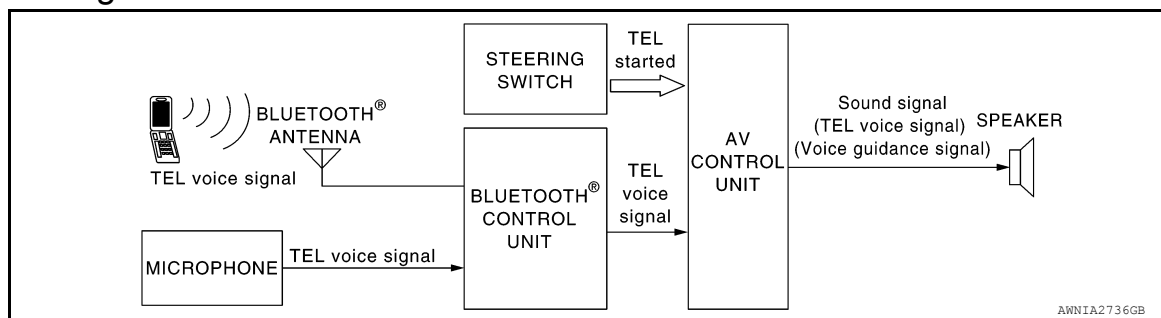 STEERING
SWITCH
TEL
started
BLUETOOTH®
ANTENNA
TEL voice signal
MICROPHONE
TEL voice signal
BLUETOOTH®
CONTROL
UNIT
TEL
voice
signal
AV
CONTROL
UNIT
Sound signal
(TEL voice signal)
(Voice guidance signal)
SPEAKER
AWNIA2736GB